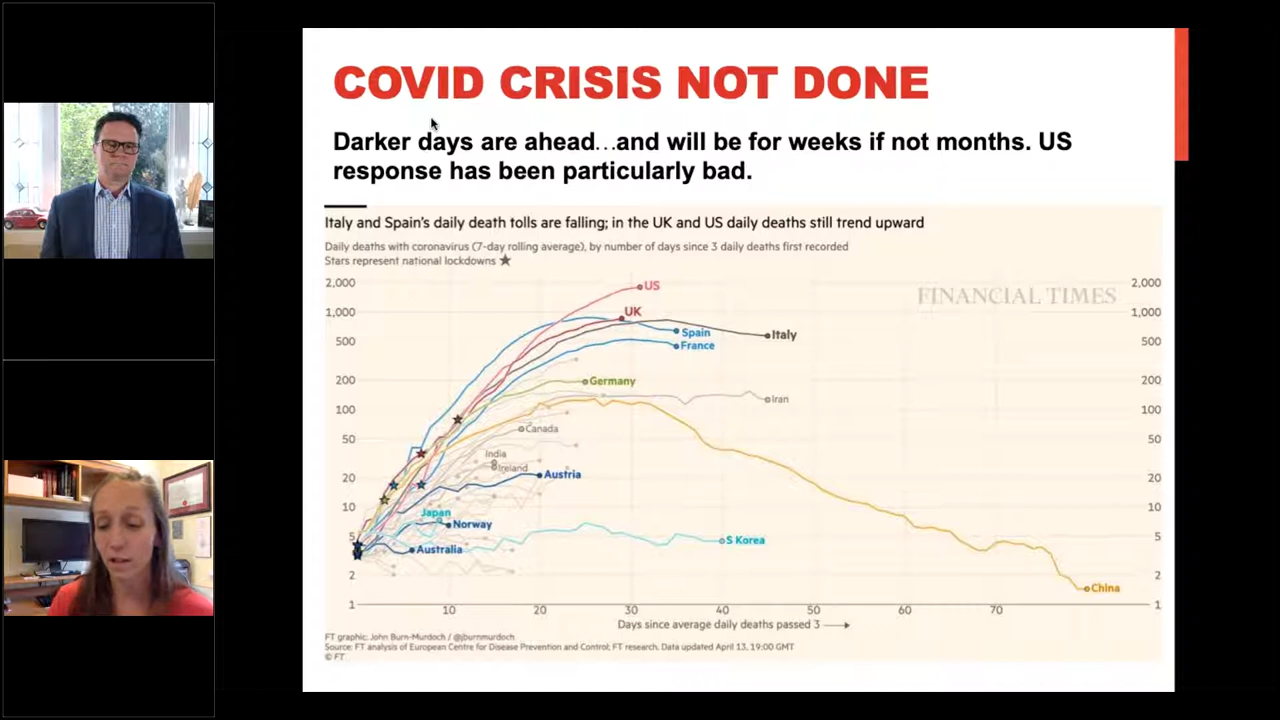 COVID CRISIS NOT DONE
Darker days are ahead…and will be for weeks if not months. US
response has been particularly bad.
Italy and Spain's daily death tolls are falling; in the UK and US daily deaths still trend upward
Daily deaths with coronavirus (7-day rolling average), by number of days since 3 daily deaths first recorded
Stars represent national lockdowns ★
FINANCIAL TIMES
2,000
1,000
500
200
100
50
20
10
5
2
1
US
UK
Spain
France
Italy
Germany
Iran
Canada
India
Ireland
Austria
Japan
Norway
Australia
S Korea
China
2,000
1,000
500
200
100
50
20
10
5
2
1
10 20 30 40 50 60 70
Days since average daily deaths passed 3
FT graphic: John Burn-Murdoch / @jburnmurdoch
Source: FT analysis of European Centre for Disease Prevention and Control; FT research. Data updated April 13, 19:00 GMT
© FT